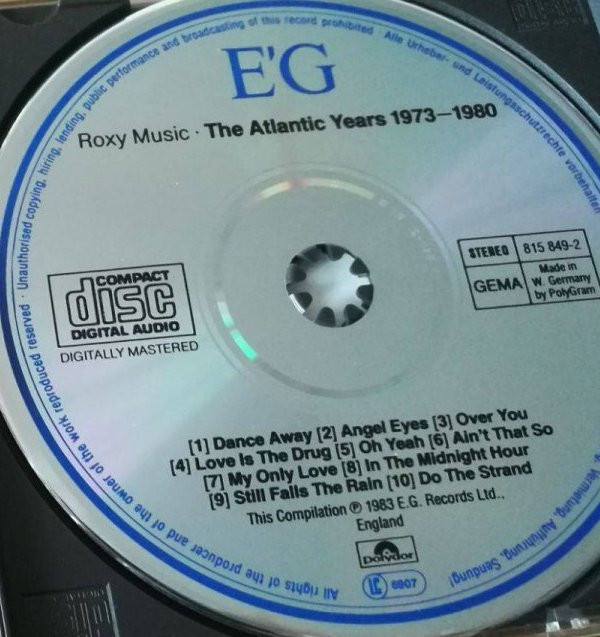 E'G
Roxy Music · The Atlantic Years 1973—1980
STEREO
815 849-2
GEMA
Made in
W. Germany
by PolyGram
COMPACT
disc
DIGITAL AUDIO
DIGITALLY MASTERED
[1] Dance Away [2] Angel Eyes [3] Over You
[4] Love Is The Drug [5] Oh Yeah [6] Ain't That So
[7] My Only Love [8] In The Midnight Hour
[9] Still Falls The Rain [10] Do The Strand
This Compilation ℗ 1983 E.G. Records Ltd.,
England
polydor
LC 6907
All rights of the producer and of the owner of the work reproduced reserved · Unauthorised copying, hiring, lending, public performance and broadcasting of this record prohibited Alle Urheber- und Leistungsschutzrechte vorbehalten
Vermietung, Aufführung, Sendung!